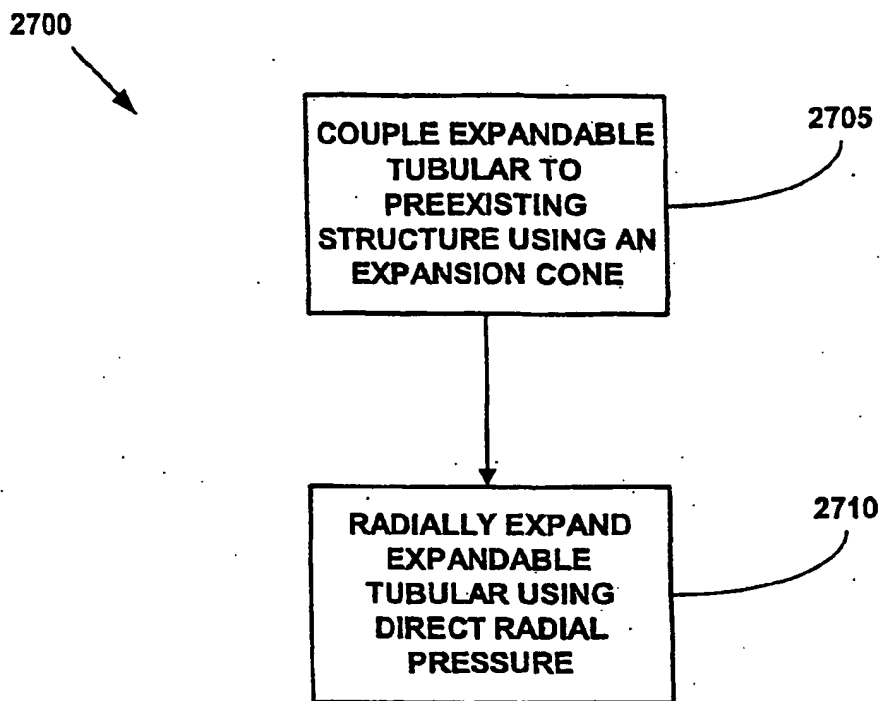 2700
COUPLE EXPANDABLE
TUBULAR TO
PREEXISTING
STRUCTURE USING AN
EXPANSION CONE
2705
RADIALLY EXPAND
EXPANDABLE
TUBULAR USING
DIRECT RADIAL
PRESSURE
2710